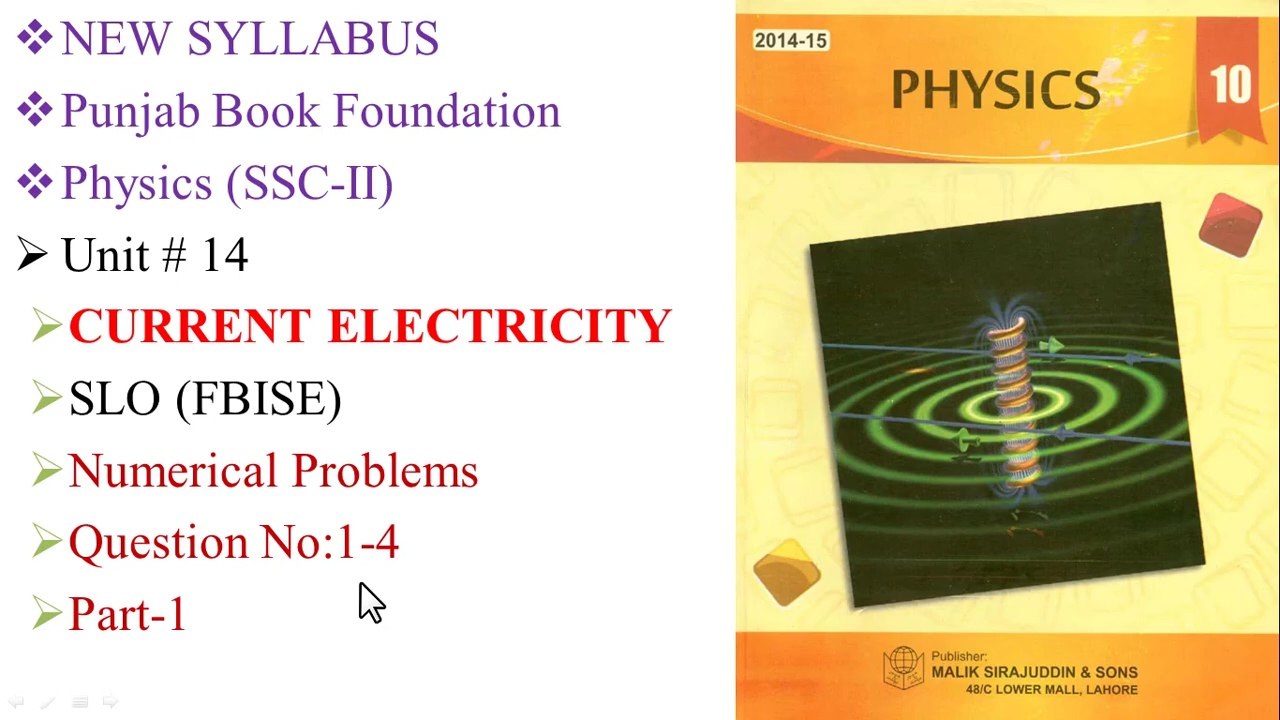 NEW SYLLABUS
Punjab Book Foundation
Physics (SSC-II)
Unit # 14
CURRENT ELECTRICITY
SLO (FBISE)
Numerical Problems
Question No:1-4
Part-1
2014-15
PHYSICS
10
Publisher:
MALIK SIRAJUDDIN & SONS
48/C LOWER MALL, LAHORE